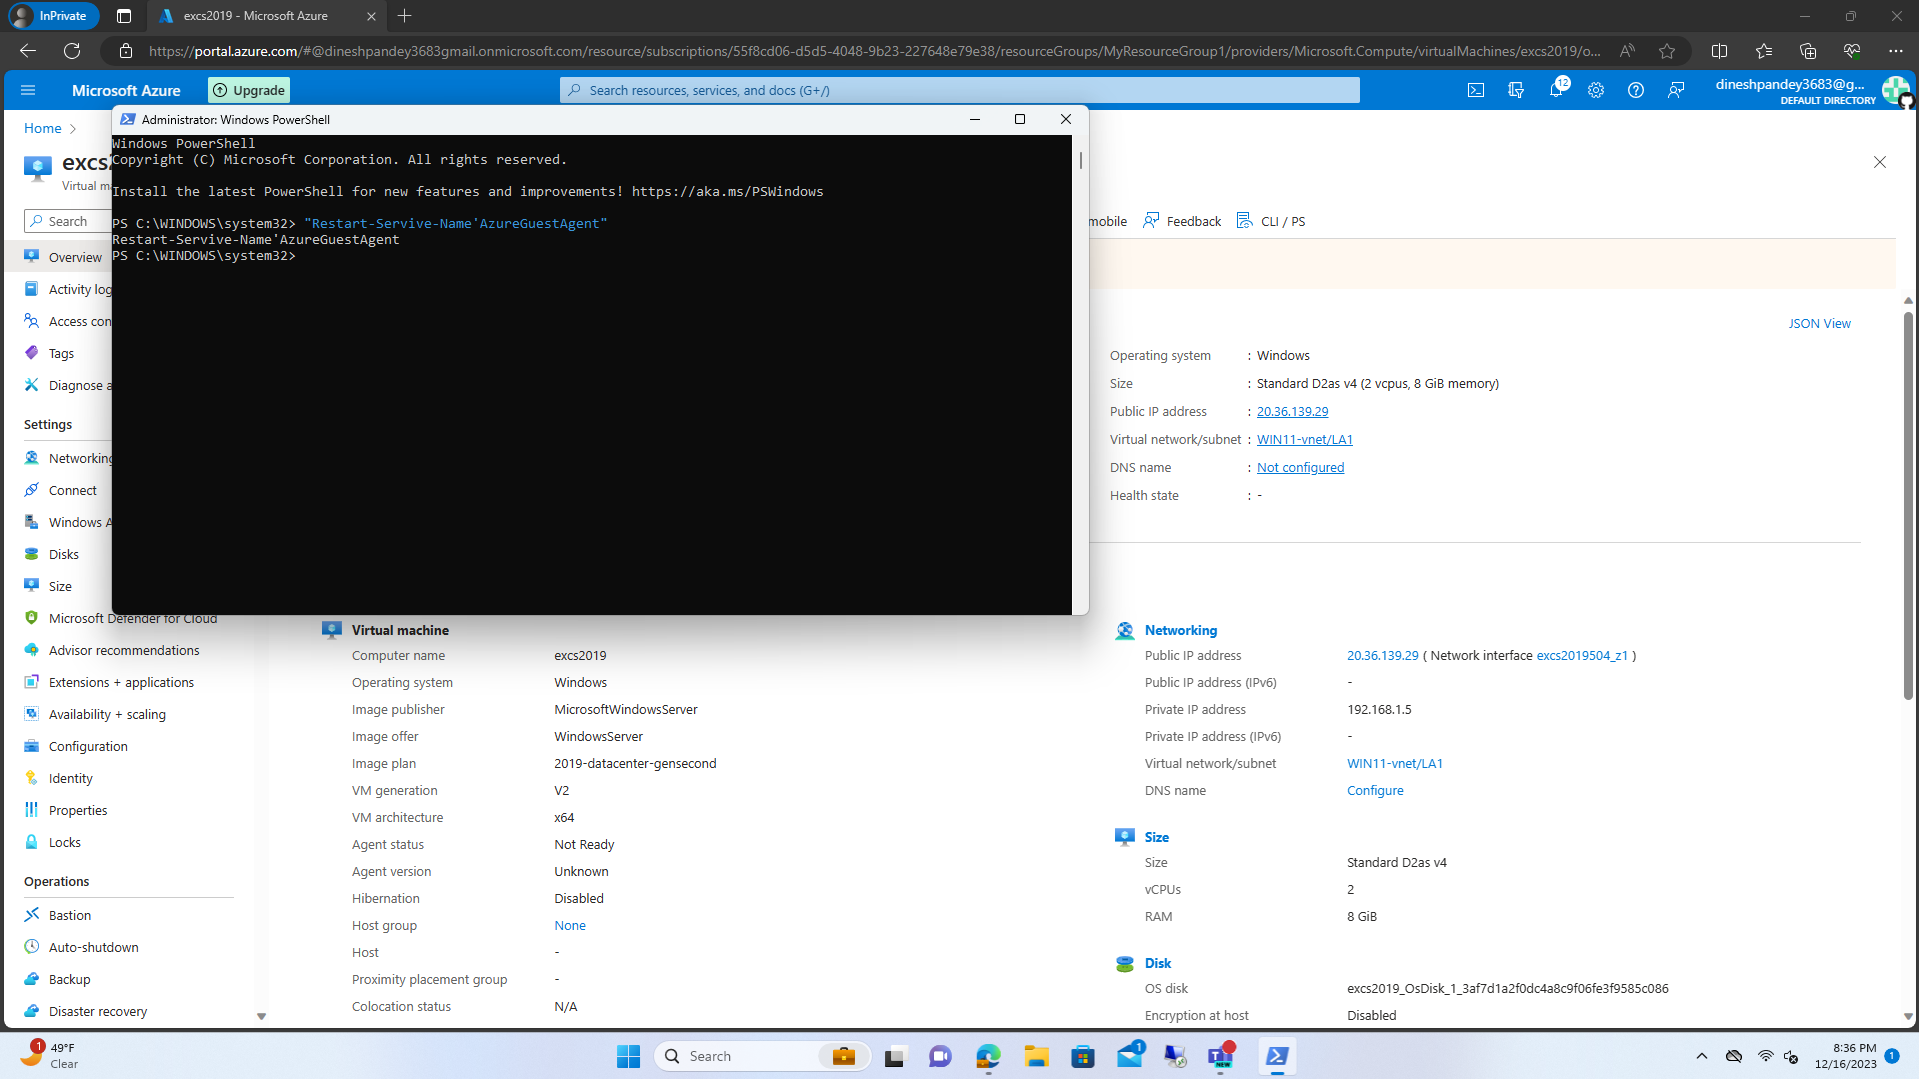 InPrivate
excs2019 - Microsoft Azure
https://portal.azure.com/#@dineshpandey3683gmail.onmicrosoft.com/resource/subscriptions/55f8cd06-d5d5-4048-9b23-227648e79e38/resourceGroups/MyResourceGroup1/providers/Microsoft.Compute/virtualMachines/excs2019/o...
Microsoft Azure
Upgrade
Search resources, services, and docs (G+/)
12
dineshpandey3683@g...
DEFAULT DIRECTORY
Home
Administrator: Windows PowerShell
Windows PowerShell
Copyright (C) Microsoft Corporation. All rights reserved.
Install the latest PowerShell for new features and improvements! https://aka.ms/PSWindows
PS C:\WINDOWS\system32> "Restart-Servive-Name'AzureGuestAgent"
Restart-Servive-Name'AzureGuestAgent
PS C:\WINDOWS\system32>
excs
Virtual ma
Search
Overview
Activity log
Access con
Tags
Diagnose a
Settings
Networking
Connect
Windows A
Disks
Size
Microsoft Defender for Cloud
Advisor recommendations
Extensions + applications
Availability + scaling
Configuration
Identity
Properties
Locks
Operations
Bastion
Auto-shutdown
Backup
Disaster recovery
mobile
Feedback
CLI / PS
JSON View
Operating system : Windows
Size : Standard D2as v4 (2 vcpus, 8 GiB memory)
Public IP address : 20.36.139.29
Virtual network/subnet : WIN11-vnet/LA1
DNS name : Not configured
Health state : -
Virtual machine
Computer name excs2019
Operating system Windows
Image publisher MicrosoftWindowsServer
Image offer WindowsServer
Image plan 2019-datacenter-gensecond
VM generation V2
VM architecture x64
Agent status Not Ready
Agent version Unknown
Hibernation Disabled
Host group None
Host -
Proximity placement group -
Colocation status N/A
Networking
Public IP address 20.36.139.29 ( Network interface excs2019504_z1 )
Public IP address (IPv6) -
Private IP address 192.168.1.5
Private IP address (IPv6) -
Virtual network/subnet WIN11-vnet/LA1
DNS name Configure
Size
Size Standard D2as v4
vCPUs 2
RAM 8 GiB
Disk
OS disk excs2019_OsDisk_1_3af7d1a2f0dc4a8c9f06fe3f9585c086
Encryption at host Disabled
1
49°F
Clear
Search
1
NEW
8:36 PM
12/16/2023
1